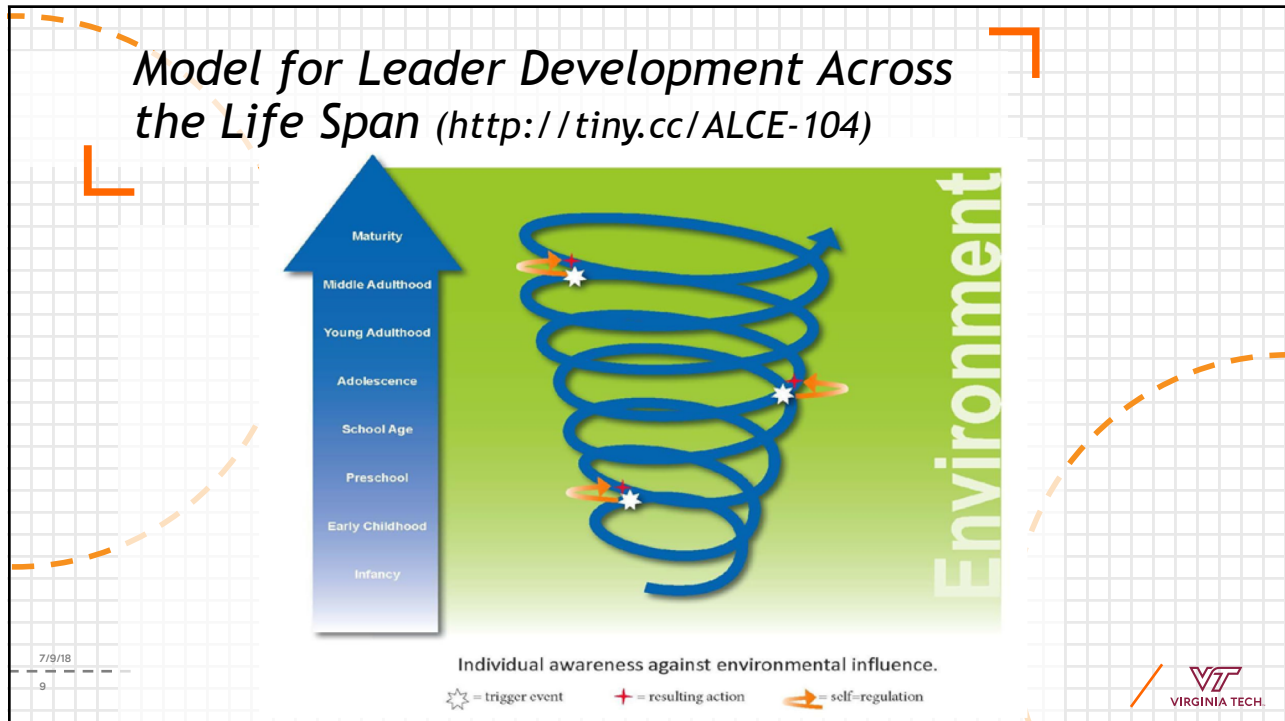 Model for Leader Development Across
the Life Span (http://tiny.cc/ALCE-104)
Maturity
Middle Adulthood
Young Adulthood
Adolescence
School Age
Preschool
Early Childhood
Infancy
Environment
Individual awareness against environmental influence.
= trigger event = resulting action = self=regulation
7/9/18
9
VT
VIRGINIA TECH.